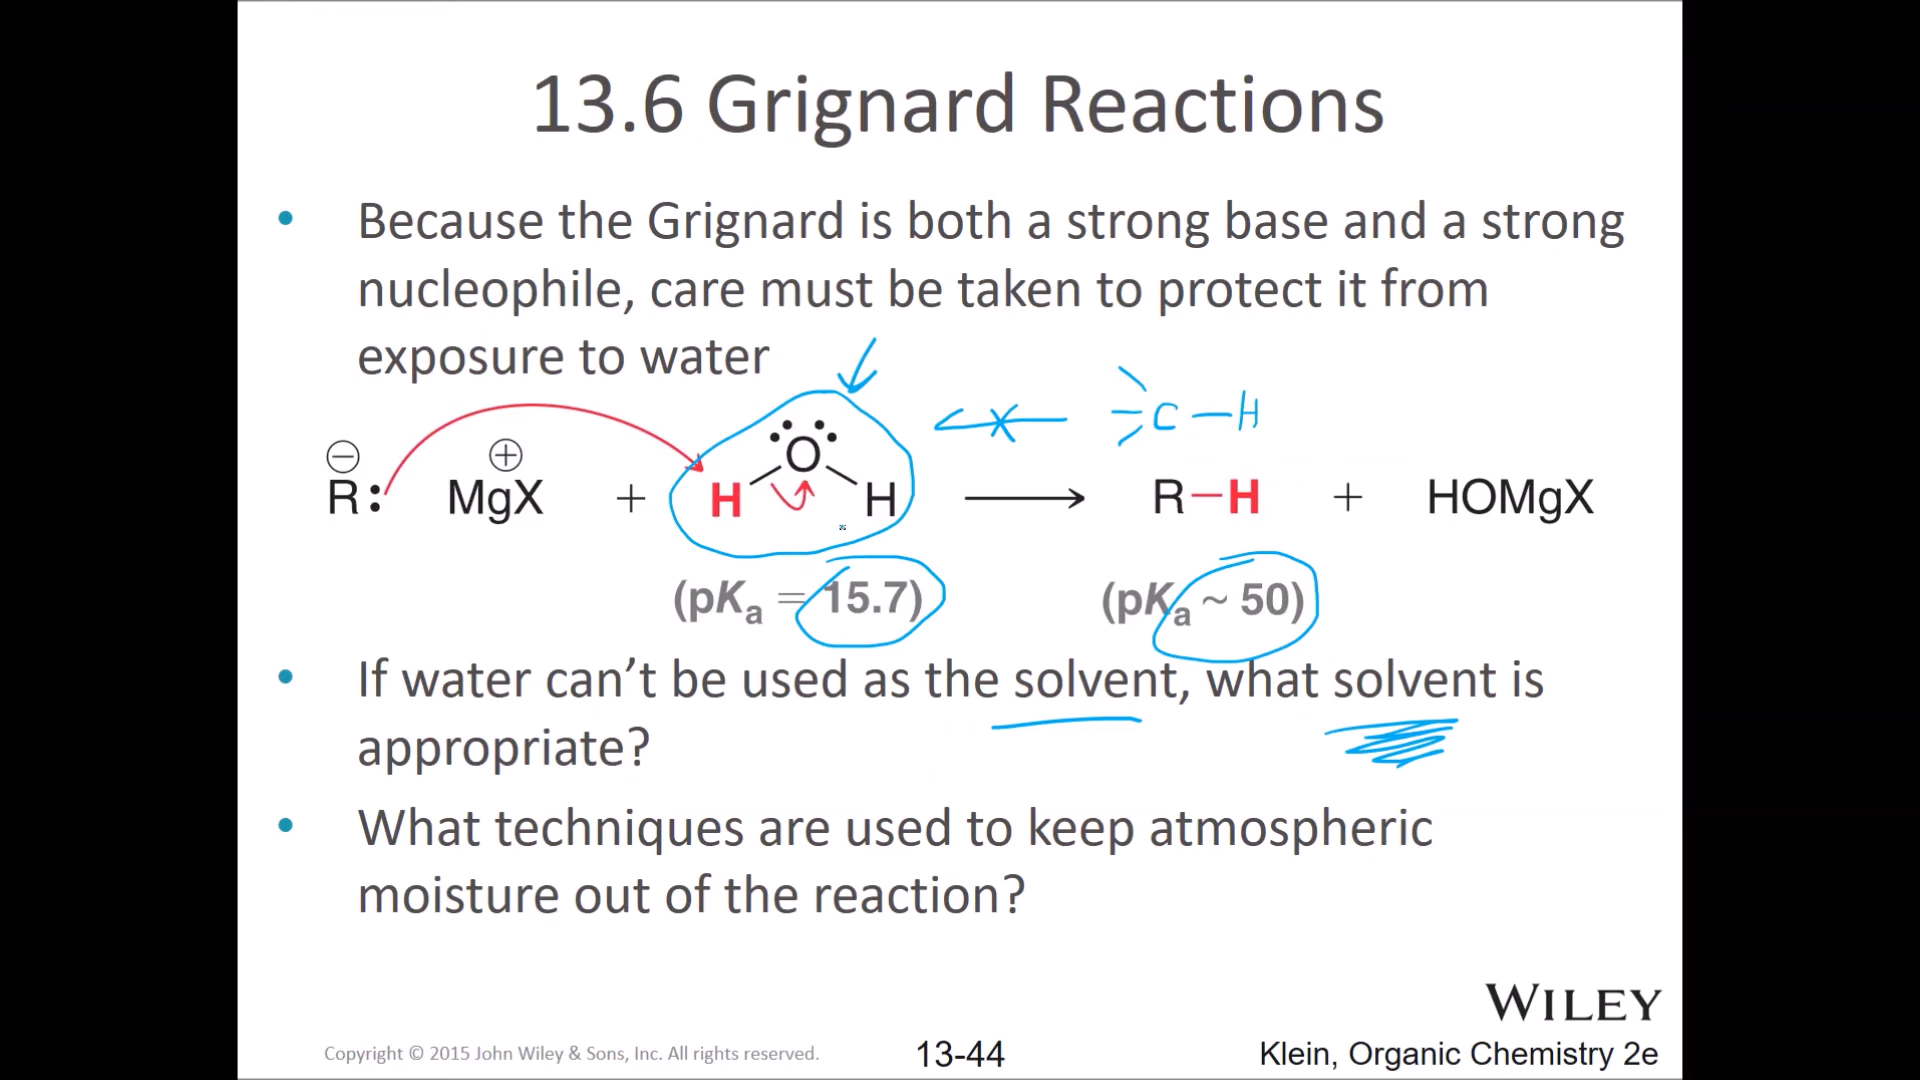 13.6 Grignard Reactions
• Because the Grignard is both a strong base and a strong
nucleophile, care must be taken to protect it from
exposure to water
C–H
⊖ ⊕ O
R: MgX + H H ⟶ R–H + HOMgX
(pKa = 15.7) (pKa ~ 50)
• If water can’t be used as the solvent, what solvent is
appropriate?
• What techniques are used to keep atmospheric
moisture out of the reaction?
WILEY
Copyright © 2015 John Wiley & Sons, Inc. All rights reserved. 13-44 Klein, Organic Chemistry 2e